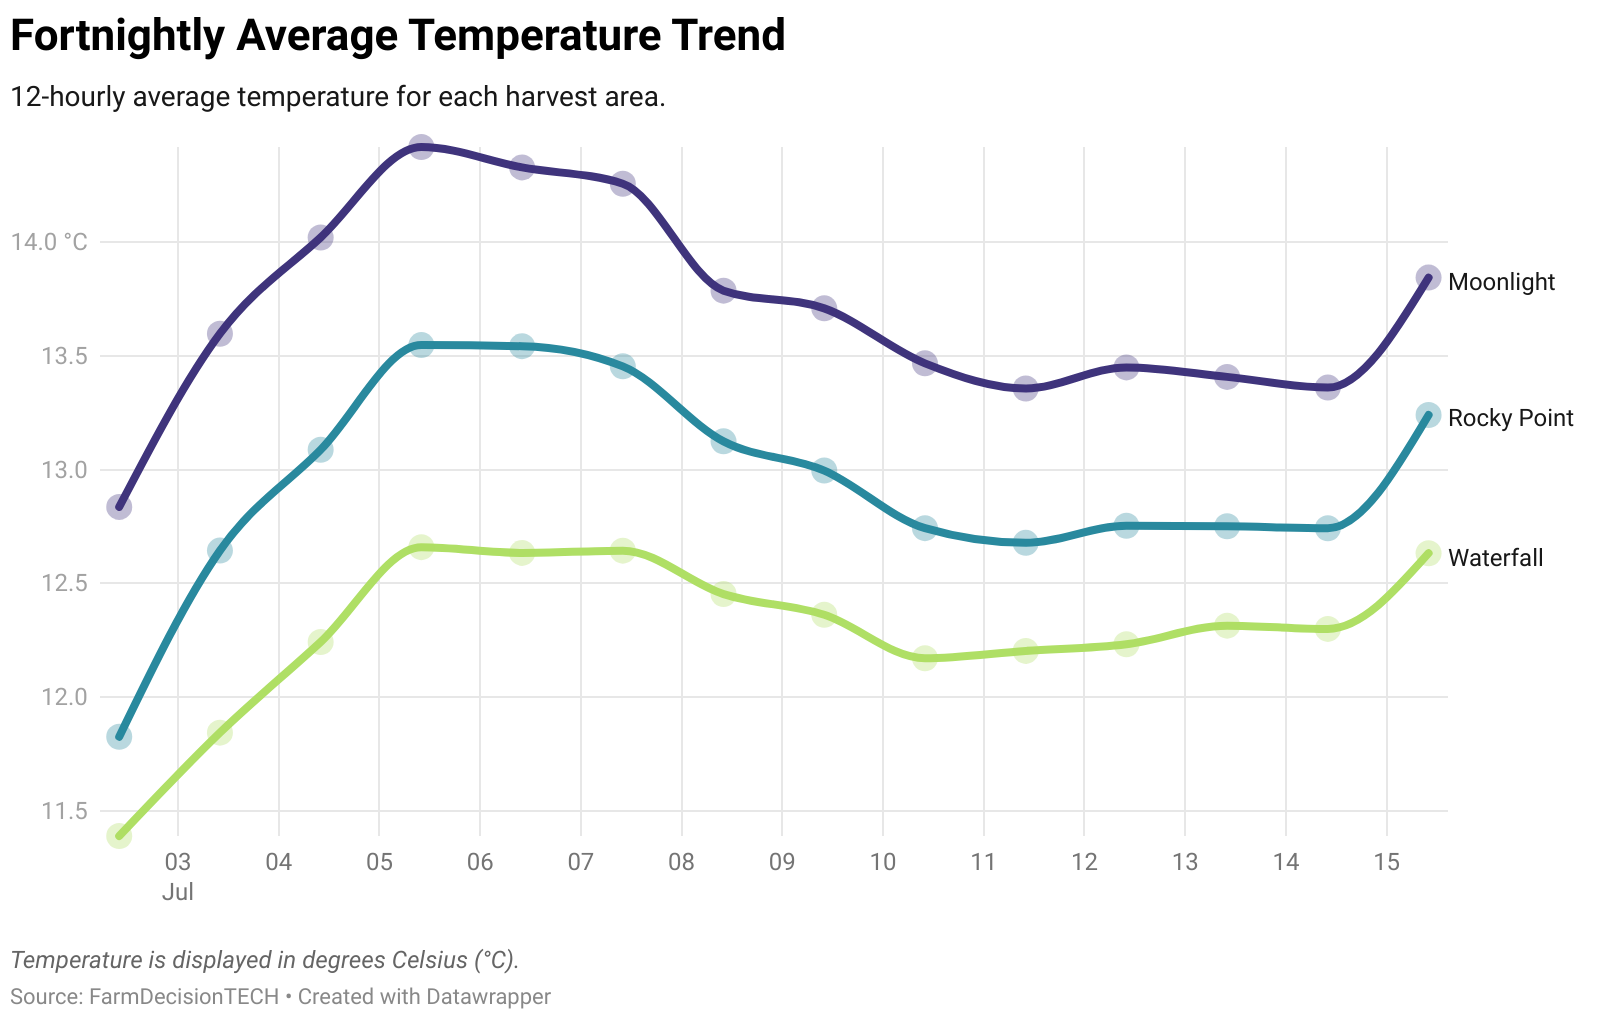 Fortnightly Average Temperature Trend
12-hourly average temperature for each harvest area.
14.0 °C
13.5
13.0
12.5
12.0
11.5
Moonlight
Rocky Point
Waterfall
03 04 05 06 07 08 09 10 11 12 13 14 15
Jul
Temperature is displayed in degrees Celsius (°C).
Source: FarmDecisionTECH • Created with Datawrapper